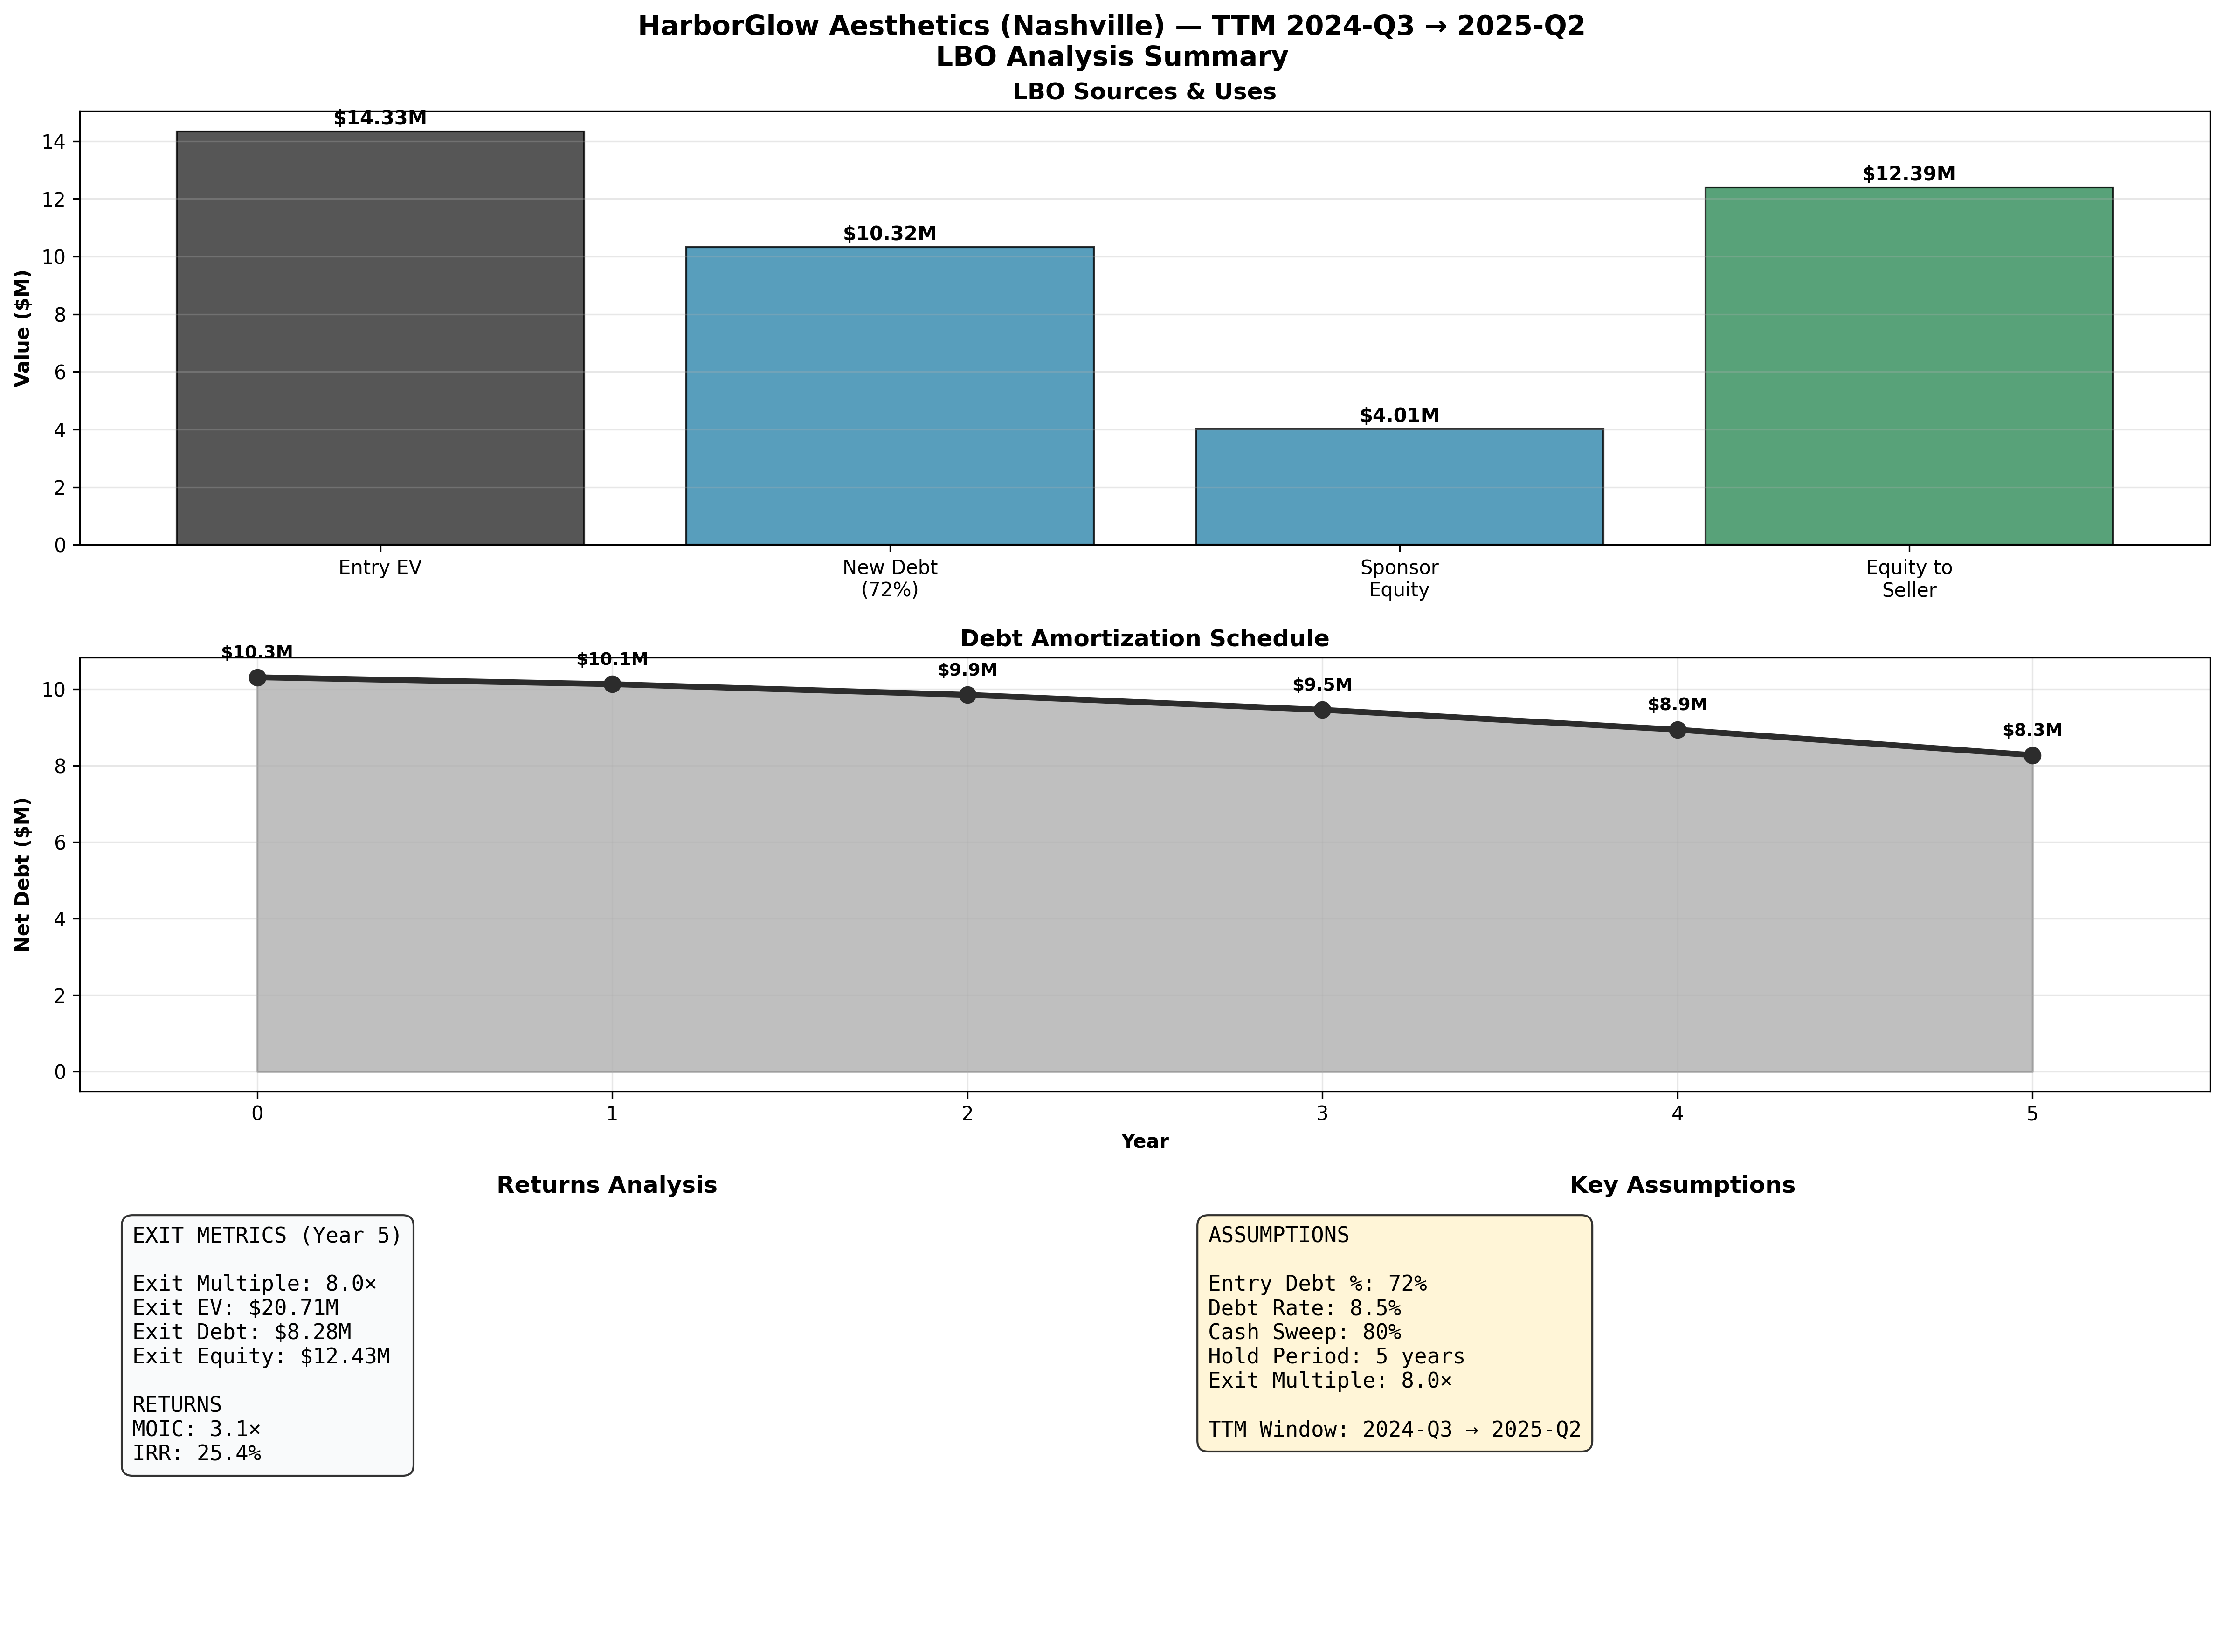 HarborGlow Aesthetics (Nashville) — TTM 2024-Q3 → 2025-Q2
LBO Analysis Summary
LBO Sources & Uses
Value ($M)
14
12
10
8
6
4
2
0
$14.33M
$10.32M
$4.01M
$12.39M
Entry EV
New Debt
(72%)
Sponsor
Equity
Equity to
Seller
Debt Amortization Schedule
Net Debt ($M)
10
8
6
4
2
0
$10.3M
$10.1M
$9.9M
$9.5M
$8.9M
$8.3M
0
1
2
3
4
5
Year
Returns Analysis
EXIT METRICS (Year 5)
Exit Multiple: 8.0×
Exit EV: $20.71M
Exit Debt: $8.28M
Exit Equity: $12.43M
RETURNS
MOIC: 3.1×
IRR: 25.4%
Key Assumptions
ASSUMPTIONS
Entry Debt %: 72%
Debt Rate: 8.5%
Cash Sweep: 80%
Hold Period: 5 years
Exit Multiple: 8.0×
TTM Window: 2024-Q3 → 2025-Q2